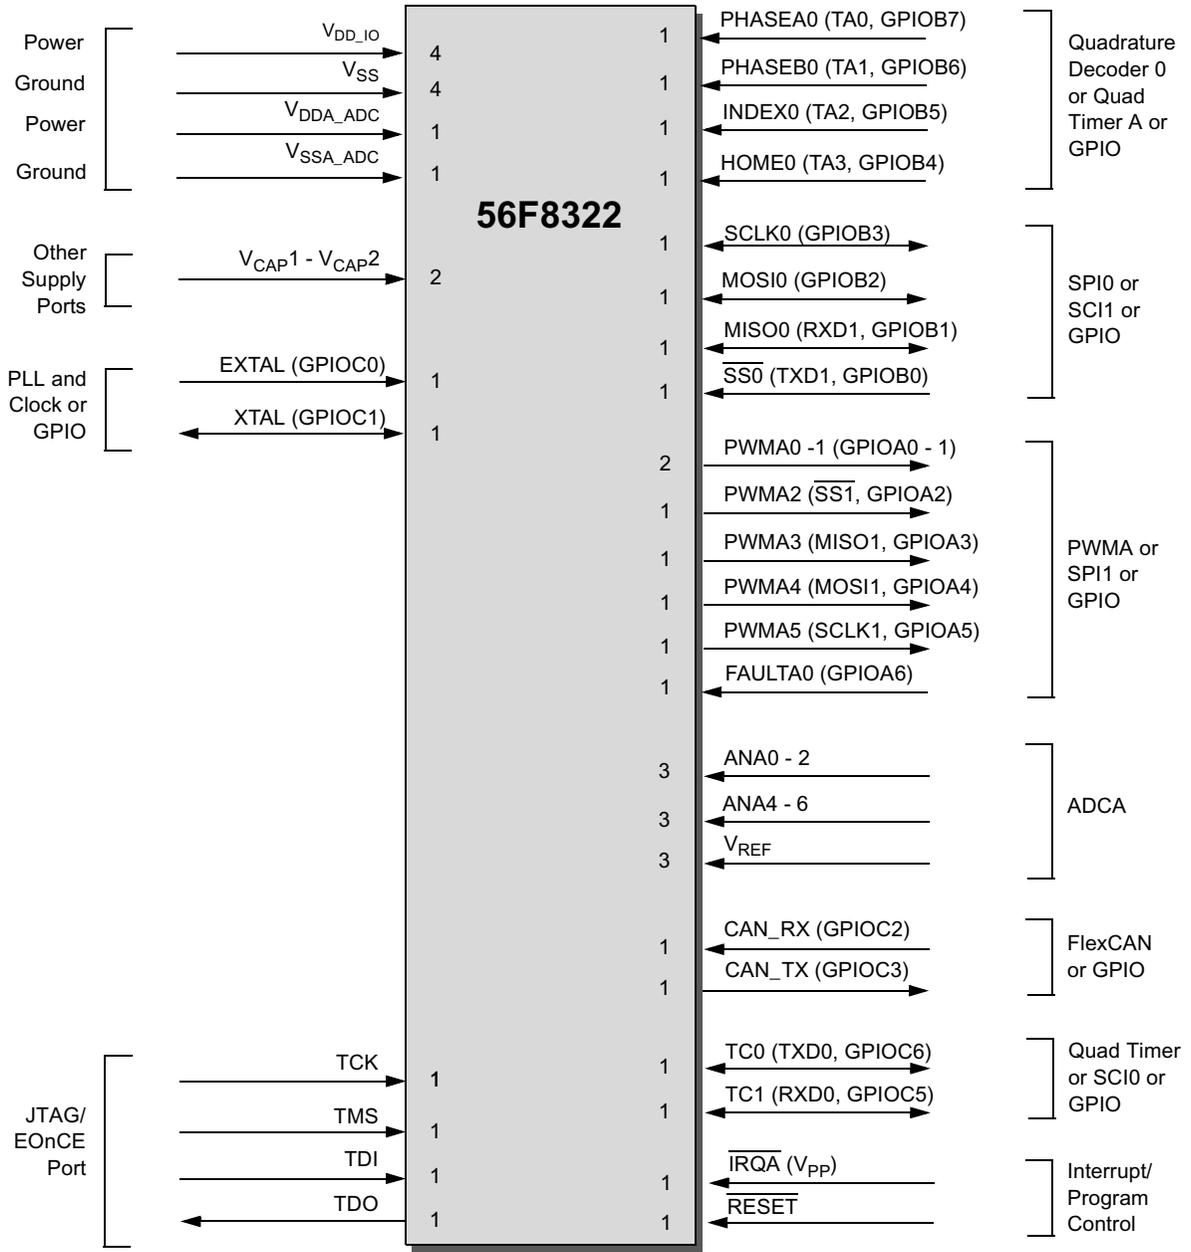 Power
V_DD_IO
4
Ground
V_SS
4
Power
V_DDA_ADC
1
Ground
V_SSA_ADC
1
Other
Supply
Ports
V_CAP1 - V_CAP2
2
PLL and
Clock or
GPIO
EXTAL (GPIOC0)
1
XTAL (GPIOC1)
1
JTAG/
EOnCE
Port
TCK
1
TMS
1
TDI
1
TDO
1
56F8322
1
PHASEA0 (TA0, GPIOB7)
1
PHASEB0 (TA1, GPIOB6)
1
INDEX0 (TA2, GPIOB5)
1
HOME0 (TA3, GPIOB4)
Quadrature
Decoder 0
or Quad
Timer A or
GPIO
1
SCLK0 (GPIOB3)
1
MOSI0 (GPIOB2)
1
MISO0 (RXD1, GPIOB1)
1
SS0 (TXD1, GPIOB0)
SPI0 or
SCI1 or
GPIO
2
PWMA0 -1 (GPIOA0 - 1)
1
PWMA2 (SS1, GPIOA2)
1
PWMA3 (MISO1, GPIOA3)
1
PWMA4 (MOSI1, GPIOA4)
1
PWMA5 (SCLK1, GPIOA5)
1
FAULTA0 (GPIOA6)
PWMA or
SPI1 or
GPIO
3
ANA0 - 2
3
ANA4 - 6
3
V_REF
ADCA
1
CAN_RX (GPIOC2)
1
CAN_TX (GPIOC3)
FlexCAN
or GPIO
1
TC0 (TXD0, GPIOC6)
1
TC1 (RXD0, GPIOC5)
Quad Timer
or SCI0 or
GPIO
1
IRQA (V_PP)
1
RESET
Interrupt/
Program
Control